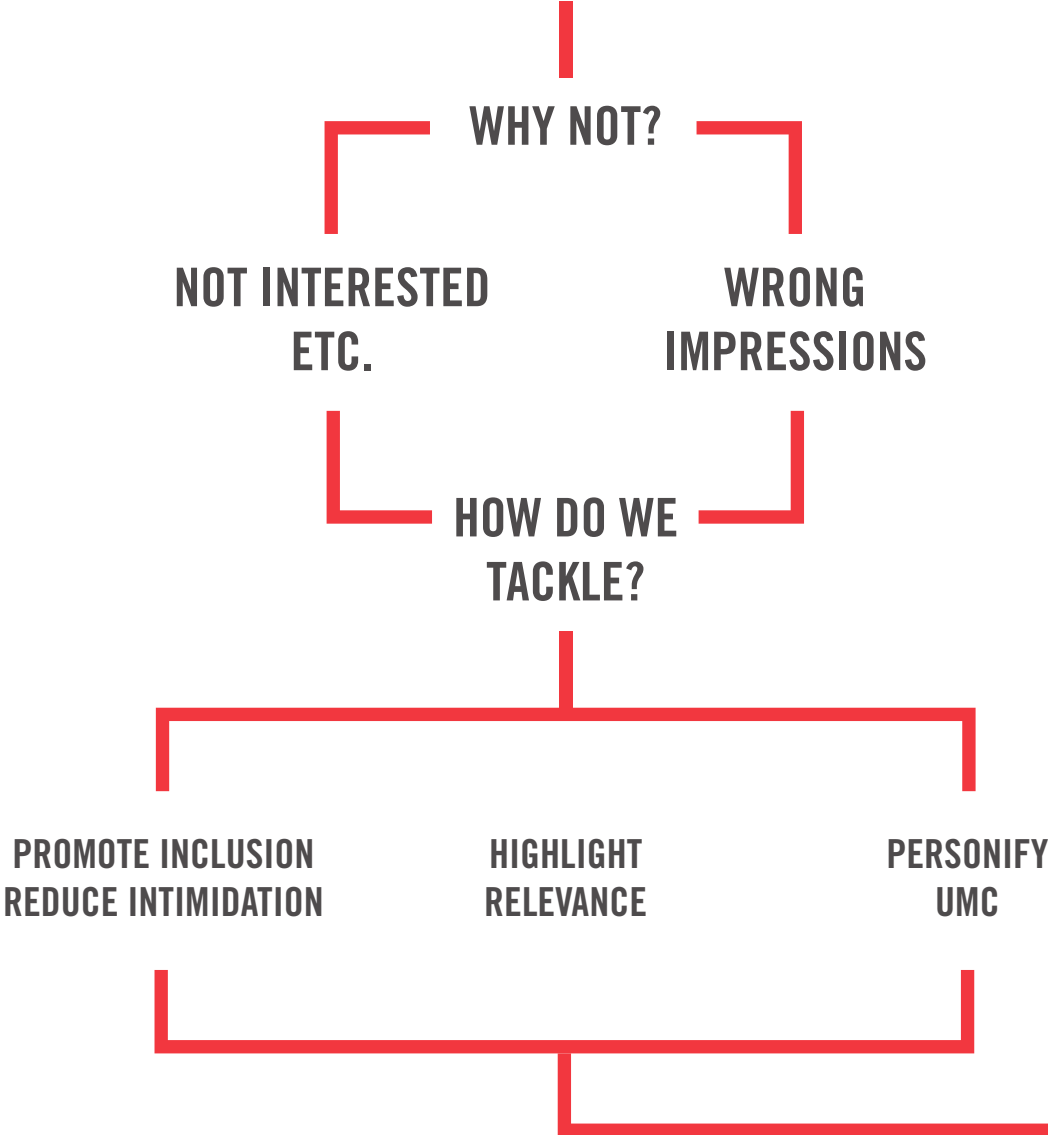 WHY NOT?
NOT INTERESTED
ETC.
WRONG
IMPRESSIONS
HOW DO WE
TACKLE?
PROMOTE INCLUSION
REDUCE INTIMIDATION
HIGHLIGHT
RELEVANCE
PERSONIFY
UMC